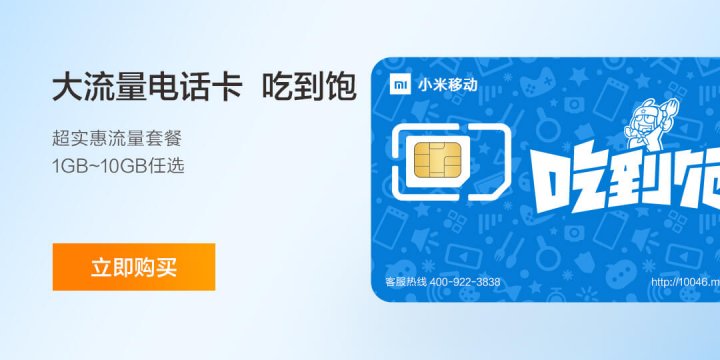 大流量电话卡 吃到饱
超实惠流量套餐
1GB~10GB任选
立即购买
小米移动
吃到
客服热线 400-922-3838
http://10046.m